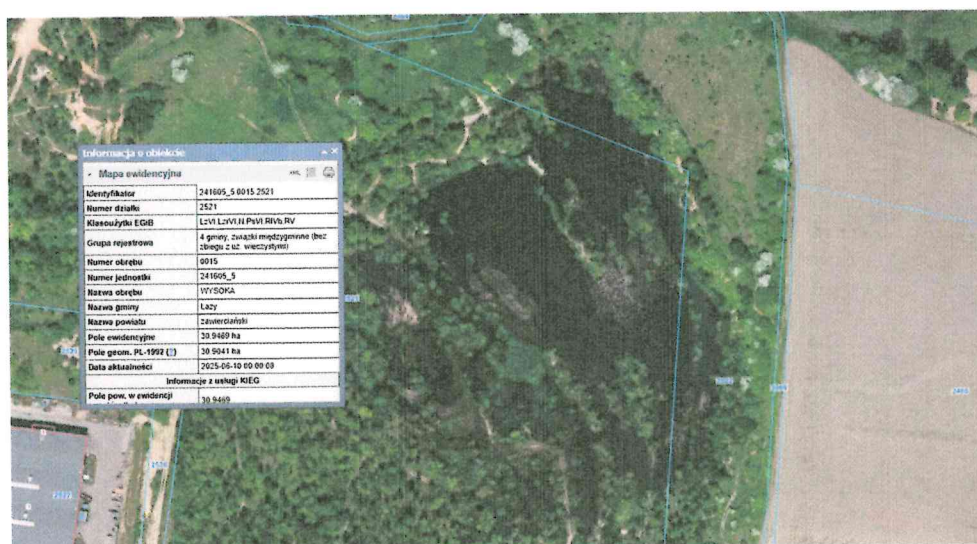 Informacja o obiekcie
Mapa ewidencyjna
XML
Identyfikator 241605_5.0015.2521
Numer działki 2521
Klasoużytki EGiB LzVI,LzrVI,N,PsVI,RIVb,RV
Grupa rejestrowa 4 gminy, związki międzygminne (bez
zbiegu z uż. wieczystym)
Numer obrębu 0015
Numer jednostki 241605_5
Nazwa obrębu WYSOKA
Nazwa gminy Łazy
Nazwa powiatu zawierciański
Pole ewidencyjne 30.9469 ha
Pole geom. PL-1992 (?) 30.9041 ha
Data aktualności 2025-06-10 00:00:00
Informacje z usługi KIEG
Pole pow. w ewidencji 30.9469